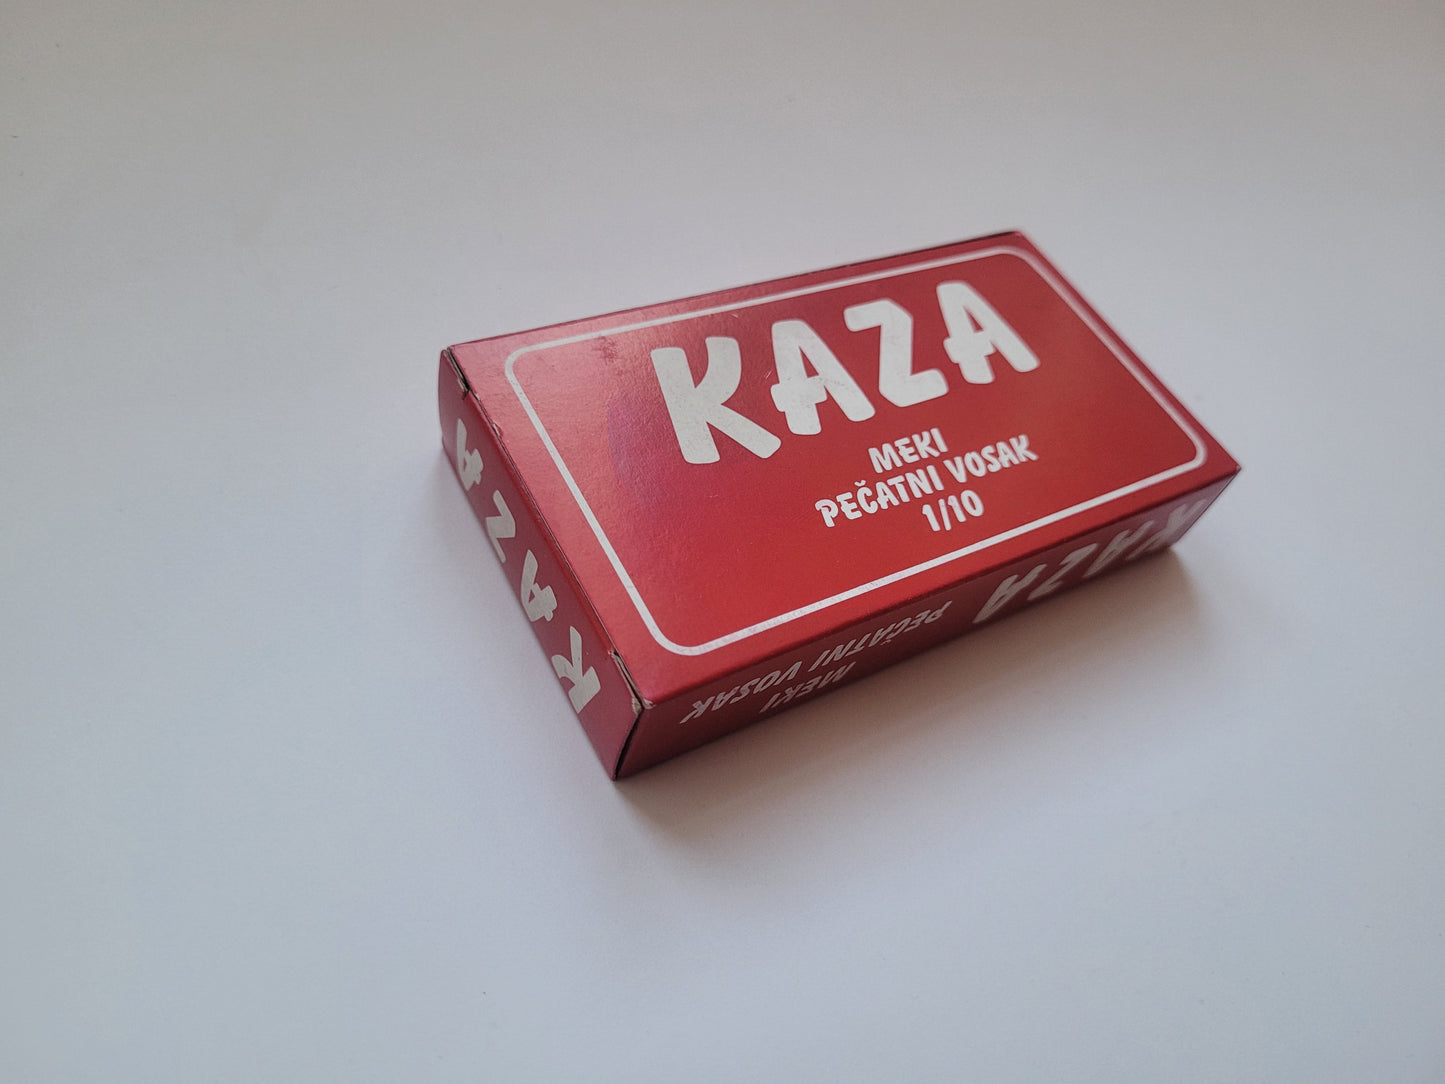 KAZA
MEKI
PEČATNI VOSAK
1/10
KAZA
KAZA
MEKI
PEČATNI VOSAK